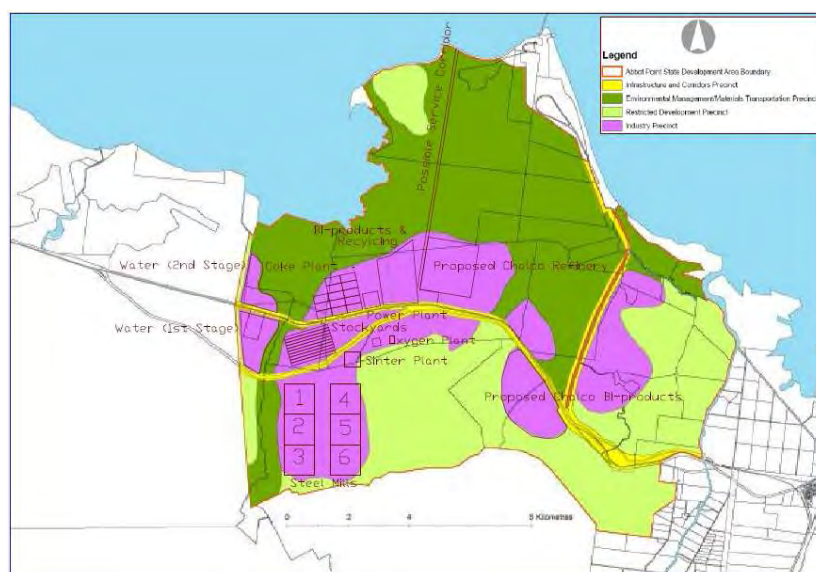 Legend
Abbot Point State Development Area Boundary
Infrastructure and Corridors Precinct
Environmental Management/Materials Transportation Precinct
Restricted Development Precinct
Industry Precinct
Possible Service Corridor
Bi-products &
Recycling
Water (2nd Stage)
Coke Plant
Proposed Chalco Refinery
Power Plant
Water (1st Stage)
Stockyards
Oxygen Plant
Sinter Plant
Proposed Chalco Bi-products
1
4
2
5
3
6
Steel Mills
0 2 4 8 Kilometres